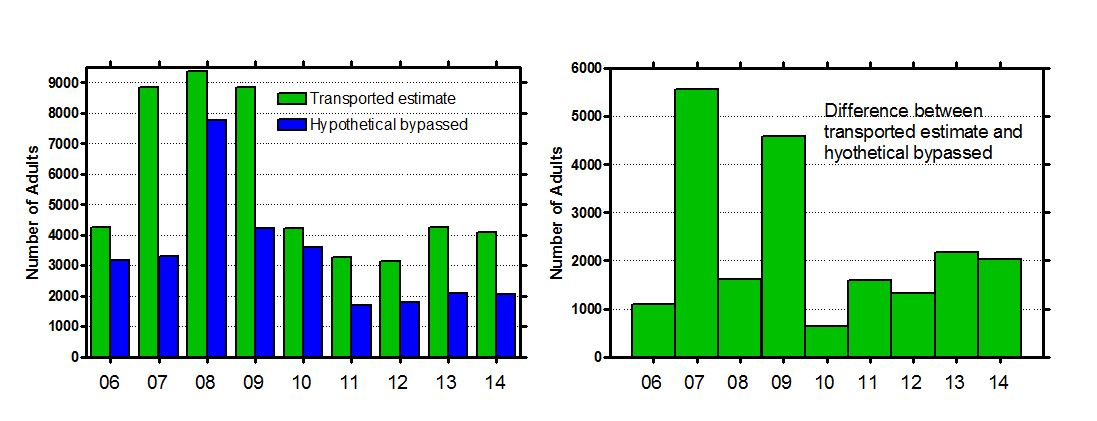 9000
8000
7000
6000
5000
4000
3000
2000
1000
0
Number of Adults
Transported estimate
Hypothetical bypassed
06 07 08 09 10 11 12 13 14
6000
5000
4000
3000
2000
1000
0
Number of Adults
Difference between
transported estimate and
hyothetical bypassed
06 07 08 09 10 11 12 13 14